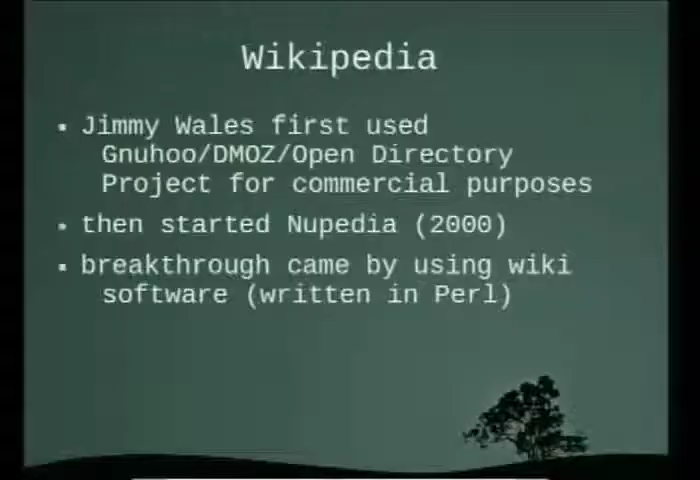 Wikipedia
▪ Jimmy Wales first used
Gnuhoo/DMOZ/Open Directory
Project for commercial purposes
▪ then started Nupedia (2000)
▪ breakthrough came by using wiki
software (written in Perl)